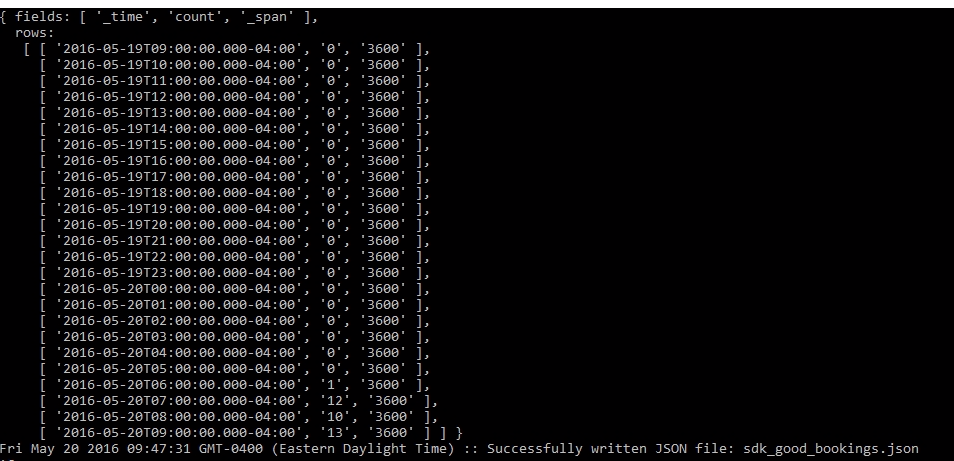 { fields: [ '_time', 'count', '_span' ],
  rows:
   [ [ '2016-05-19T09:00:00.000-04:00', '0', '3600' ],
     [ '2016-05-19T10:00:00.000-04:00', '0', '3600' ],
     [ '2016-05-19T11:00:00.000-04:00', '0', '3600' ],
     [ '2016-05-19T12:00:00.000-04:00', '0', '3600' ],
     [ '2016-05-19T13:00:00.000-04:00', '0', '3600' ],
     [ '2016-05-19T14:00:00.000-04:00', '0', '3600' ],
     [ '2016-05-19T15:00:00.000-04:00', '0', '3600' ],
     [ '2016-05-19T16:00:00.000-04:00', '0', '3600' ],
     [ '2016-05-19T17:00:00.000-04:00', '0', '3600' ],
     [ '2016-05-19T18:00:00.000-04:00', '0', '3600' ],
     [ '2016-05-19T19:00:00.000-04:00', '0', '3600' ],
     [ '2016-05-19T20:00:00.000-04:00', '0', '3600' ],
     [ '2016-05-19T21:00:00.000-04:00', '0', '3600' ],
     [ '2016-05-19T22:00:00.000-04:00', '0', '3600' ],
     [ '2016-05-19T23:00:00.000-04:00', '0', '3600' ],
     [ '2016-05-20T00:00:00.000-04:00', '0', '3600' ],
     [ '2016-05-20T01:00:00.000-04:00', '0', '3600' ],
     [ '2016-05-20T02:00:00.000-04:00', '0', '3600' ],
     [ '2016-05-20T03:00:00.000-04:00', '0', '3600' ],
     [ '2016-05-20T04:00:00.000-04:00', '0', '3600' ],
     [ '2016-05-20T05:00:00.000-04:00', '0', '3600' ],
     [ '2016-05-20T06:00:00.000-04:00', '1', '3600' ],
     [ '2016-05-20T07:00:00.000-04:00', '12', '3600' ],
     [ '2016-05-20T08:00:00.000-04:00', '10', '3600' ],
     [ '2016-05-20T09:00:00.000-04:00', '13', '3600' ] ] }
Fri May 20 2016 09:47:31 GMT-0400 (Eastern Daylight Time) :: Successfully written JSON file: sdk_good_bookings.json